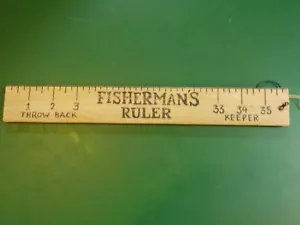 1 2 3 FISHERMAN'S 33 34 35
THROW BACK RULER KEEPER